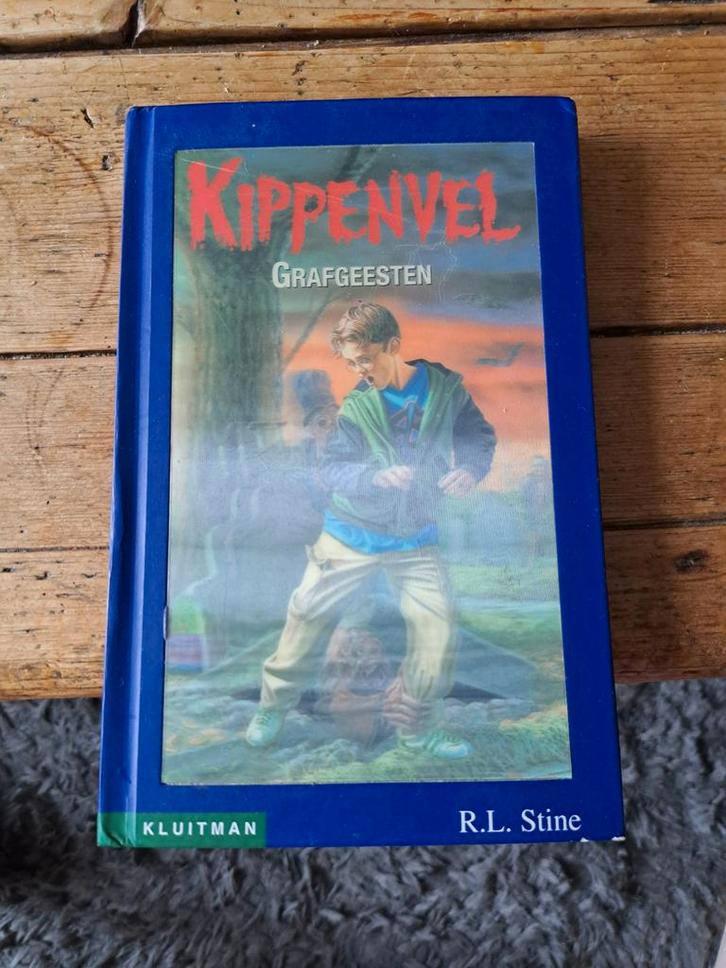 KIPPENVEL
GRAFGEESTEN
KLUITMAN
R.L. Stine